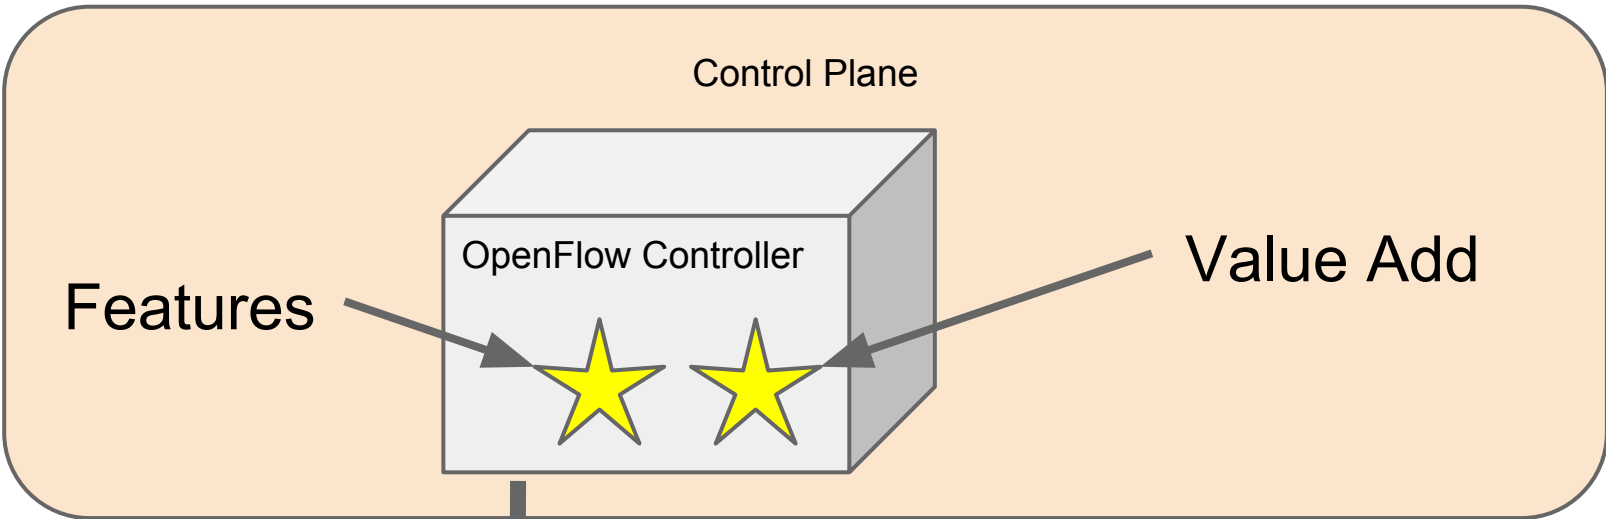 Control Plane
OpenFlow Controller
Value Add
Features